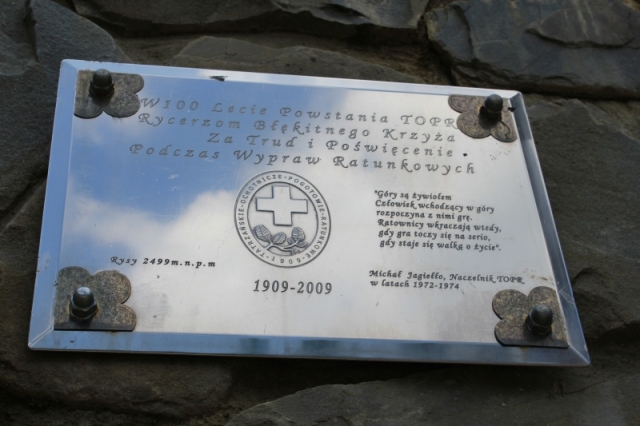 W 100 Lecie Powstania TOPR
Rycerzom Błękitnego Krzyża
Za Trud i Poświęcenie
Podczas Wypraw Ratunkowych
TATRZAŃSKIE-OCHOTNICZE-POGOTOWIE-RATUNKOWE-1909
"Góry są żywiołem
Człowiek wchodzący w góry
rozpoczyna z nimi grę.
Ratownicy wkraczają wtedy,
gdy gra toczy się na serio,
gdy staje się walką o życie".
Rysy 2499m.n.p.m
1909-2009
Michał Jagiełło, Naczelnik TOPR
w latach 1972-1974